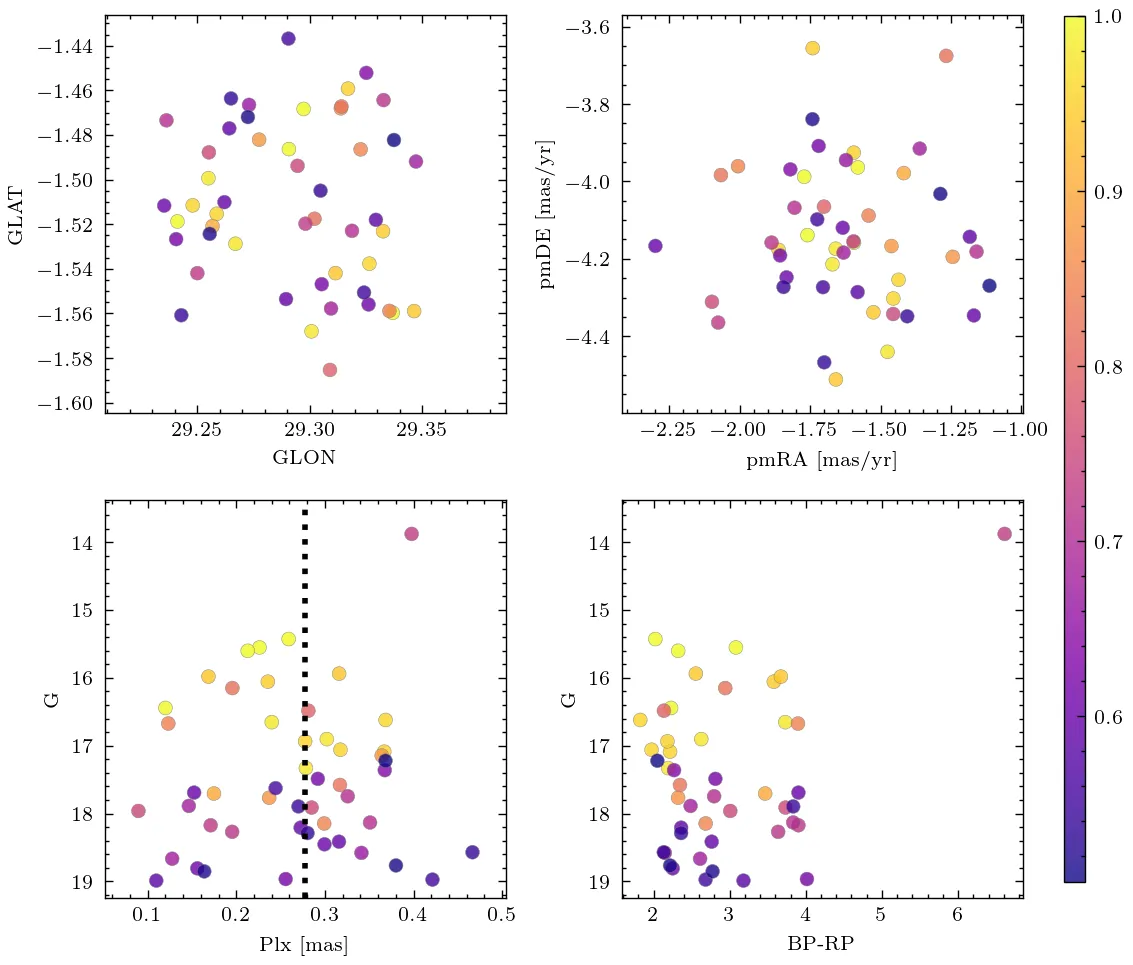 −1.44
−1.46
−1.48
−1.50
−1.52
−1.54
−1.56
−1.58
−1.60
GLAT
29.25 29.30 29.35
GLON
−3.6
−3.8
−4.0
−4.2
−4.4
pmDE [mas/yr]
−2.25 −2.00 −1.75 −1.50 −1.25 −1.00
pmRA [mas/yr]
14
15
16
17
18
19
G
0.1 0.2 0.3 0.4 0.5
Plx [mas]
14
15
16
17
18
19
G
2 3 4 5 6
BP-RP
1.0
0.9
0.8
0.7
0.6